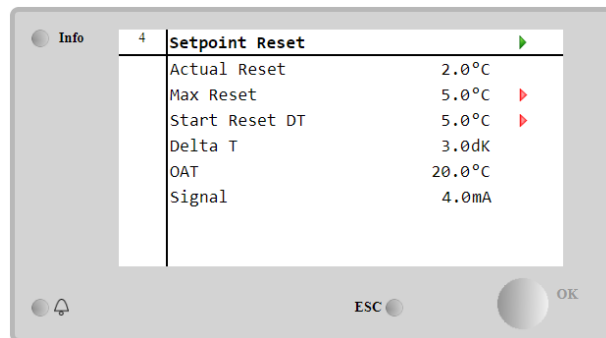 Info
4 Setpoint Reset
Actual Reset 2.0°C
Max Reset 5.0°C
Start Reset DT 5.0°C
Delta T 3.0dK
OAT 20.0°C
Signal 4.0mA
ESC
OK